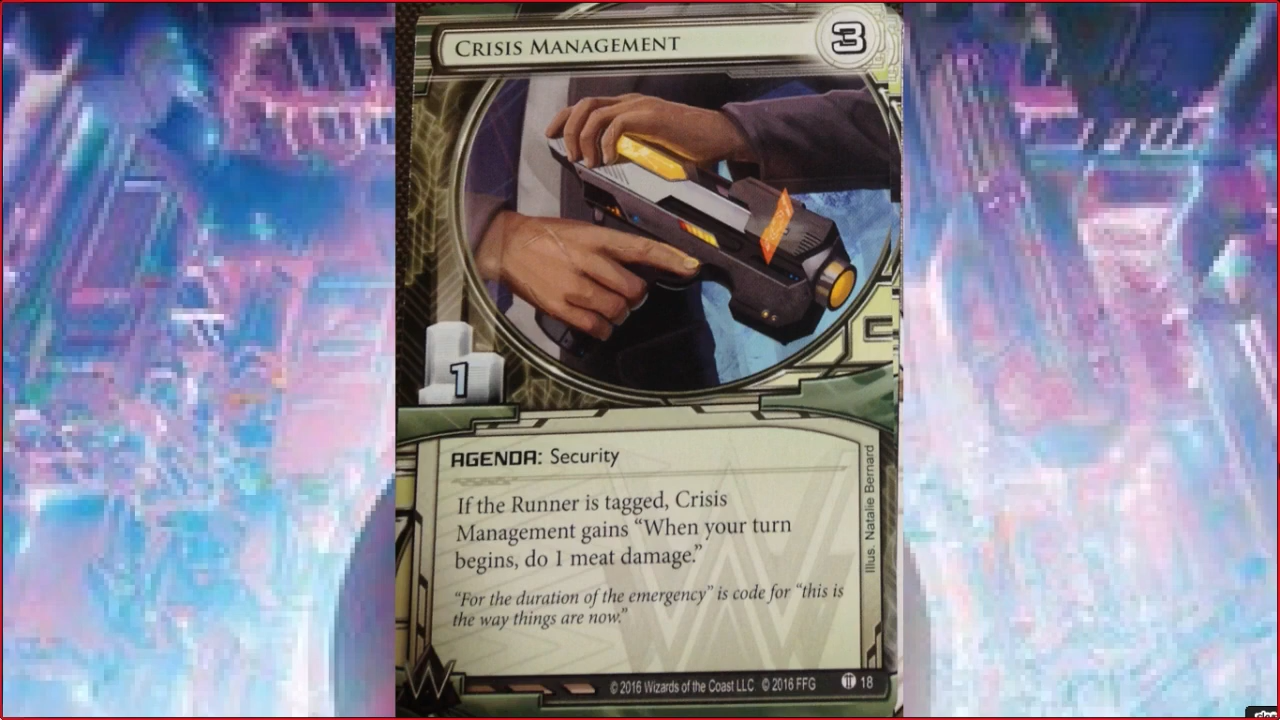 CRISIS MANAGEMENT
3
1
AGENDA: Security
If the Runner is tagged, Crisis
Management gains “When your turn
begins, do 1 meat damage.”
“For the duration of the emergency” is code for “this is
the way things are now.”
Illus. Natalie Bernard
© 2016 Wizards of the Coast LLC © 2016 FFG
18